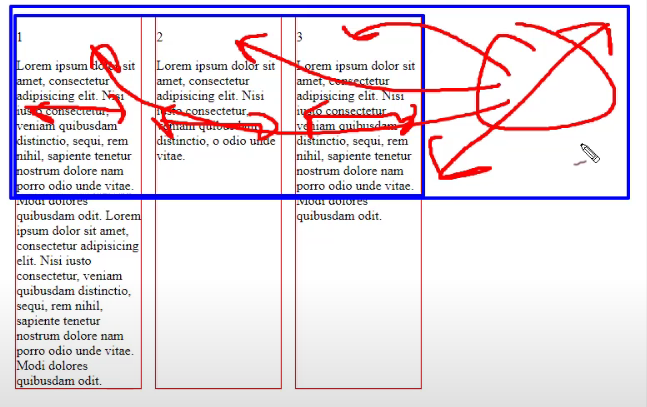 1
Lorem ipsum dolor sit
amet, consectetur
adipisicing elit. Nisi
iusto consectetur,
veniam quibusdam
distinctio, sequi, rem
nihil, sapiente tenetur
nostrum dolore nam
porro odio unde vitae.
Modi dolores
quibusdam odit. Lorem
ipsum dolor sit amet,
consectetur adipisicing
elit. Nisi iusto
consectetur, veniam
quibusdam distinctio,
sequi, rem nihil,
sapiente tenetur
nostrum dolore nam
porro odio unde vitae.
Modi dolores
quibusdam odit.
2
Lorem ipsum dolor sit
amet, consectetur
adipisicing elit. Nisi
iusto consectetur,
veniam quibusdam
distinctio, o odio unde
vitae.
3
Lorem ipsum dolor sit
amet, consectetur
adipisicing elit. Nisi
iusto consectetur,
veniam quibusdam
distinctio, sequi, rem
nihil, sapiente tenetur
nostrum dolore nam
porro odio unde vitae.
Modi dolores
quibusdam odit.